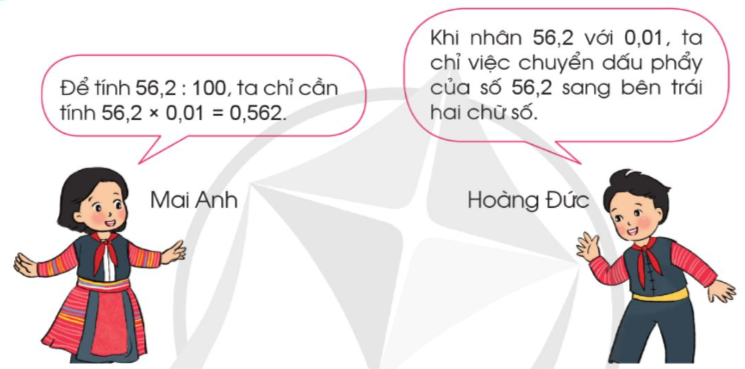 Để tính 56,2 : 100, ta chỉ cần
tính 56,2 × 0,01 = 0,562.
Mai Anh
Khi nhân 56,2 với 0,01, ta
chỉ việc chuyển dấu phẩy
của số 56,2 sang bên trái
hai chữ số.
Hoàng Đức